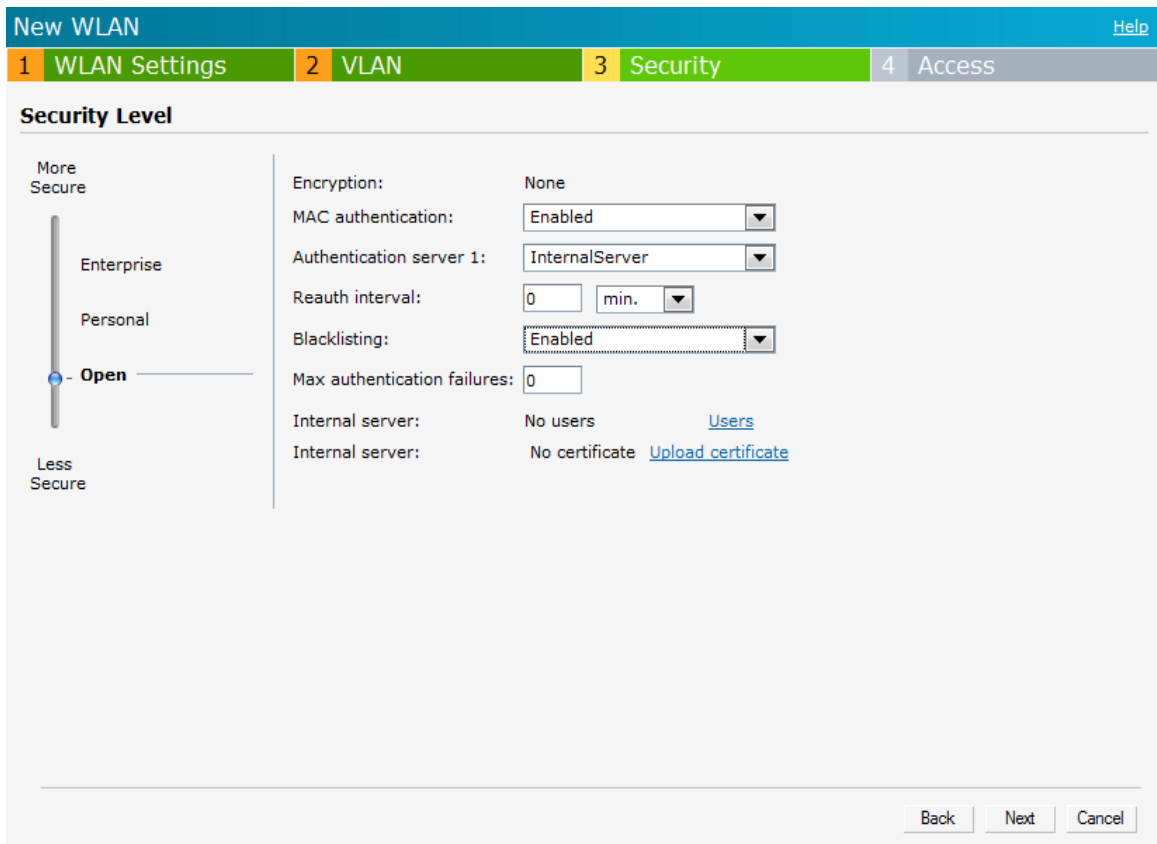 New WLAN Help
1 WLAN Settings 2 VLAN 3 Security 4 Access
Security Level
More
Secure
Enterprise
Personal
Open
Less
Secure
Encryption: None
MAC authentication: Enabled
Authentication server 1: InternalServer
Reauth interval: 0 min.
Blacklisting: Enabled
Max authentication failures: 0
Internal server: No users Users
Internal server: No certificate Upload certificate
Back Next Cancel